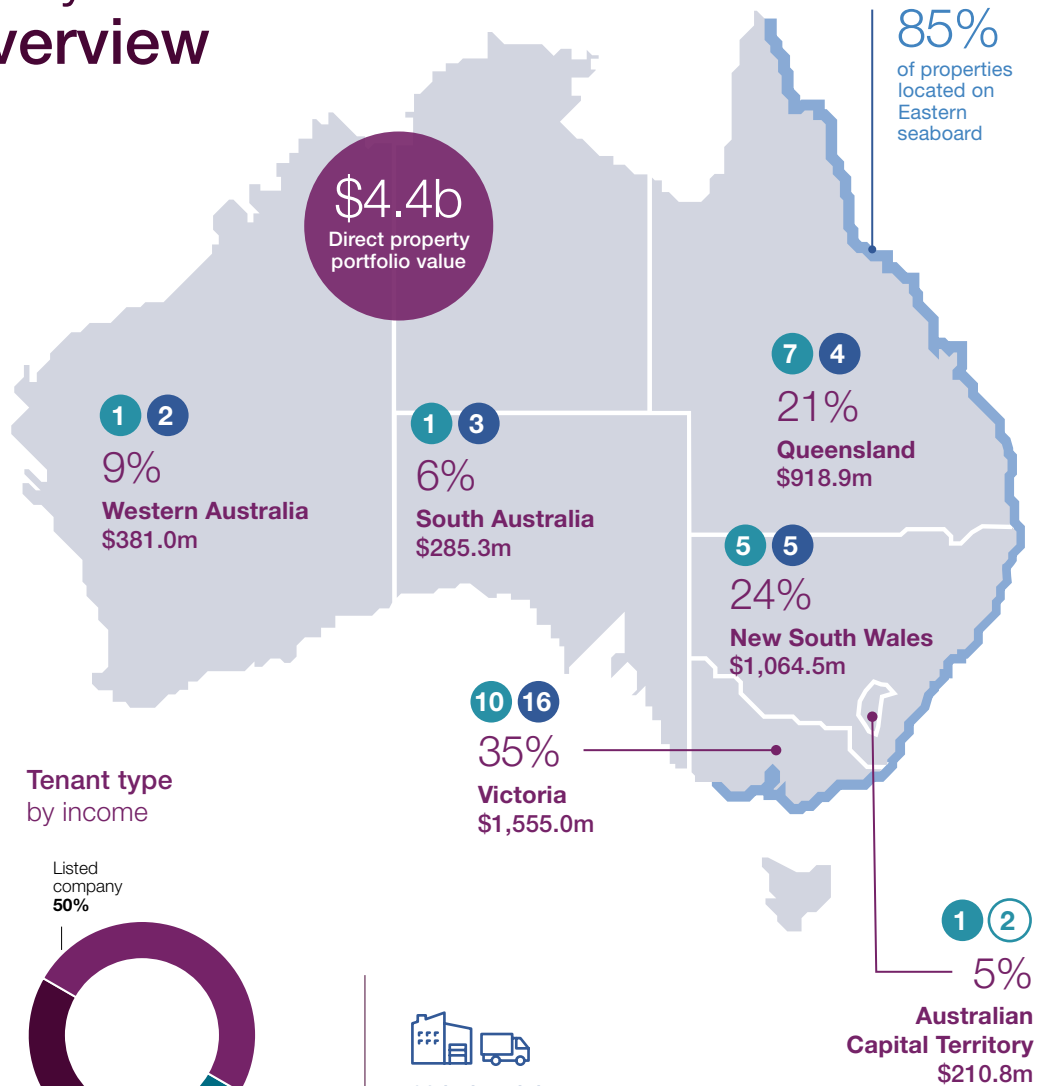 verview
85%
of properties
located on
Eastern
seaboard
$4.4b
Direct property
portfolio value
7 4
21%
Queensland
$918.9m
1 2
9%
Western Australia
$381.0m
1 3
6%
South Australia
$285.3m
5 5
24%
New South Wales
$1,064.5m
10 16
35%
Victoria
$1,555.0m
1 2
5%
Australian
Capital Territory
$210.8m
Tenant type
by income
Listed
company
50%